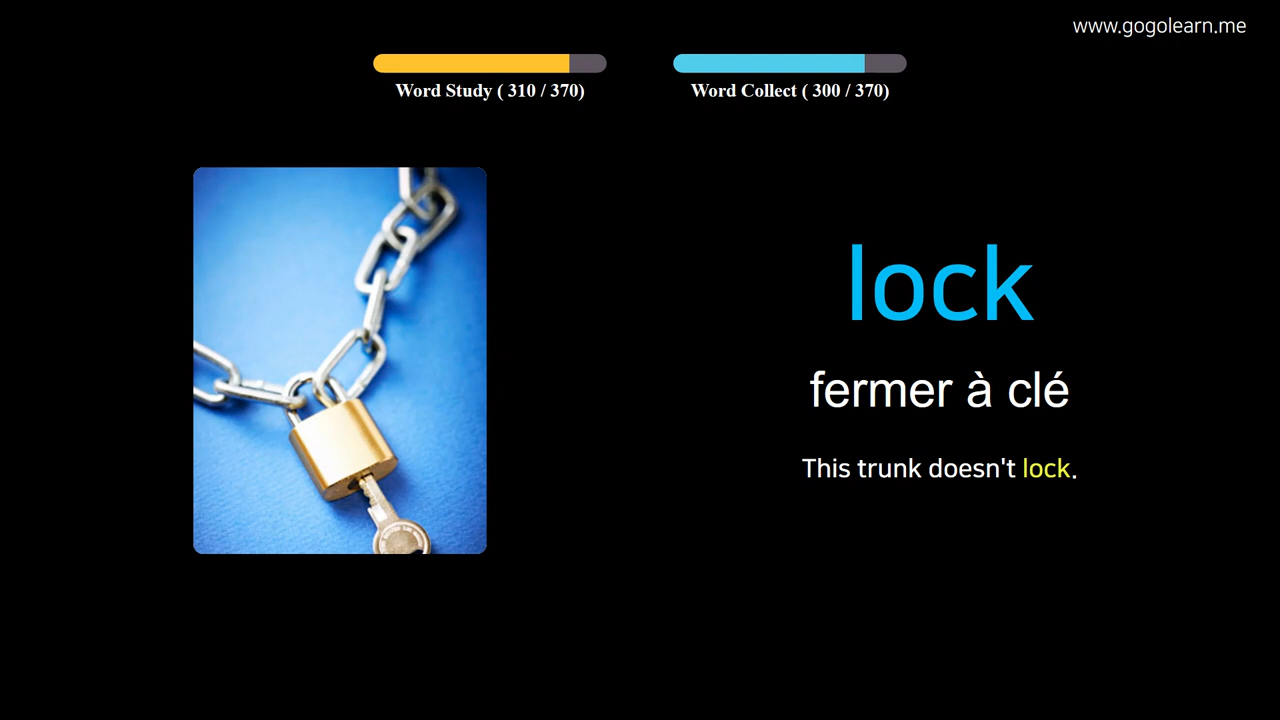 www.gogolearn.me
Word Study ( 310 / 370)
Word Collect ( 300 / 370)
lock
fermer à clé
This trunk doesn't lock.